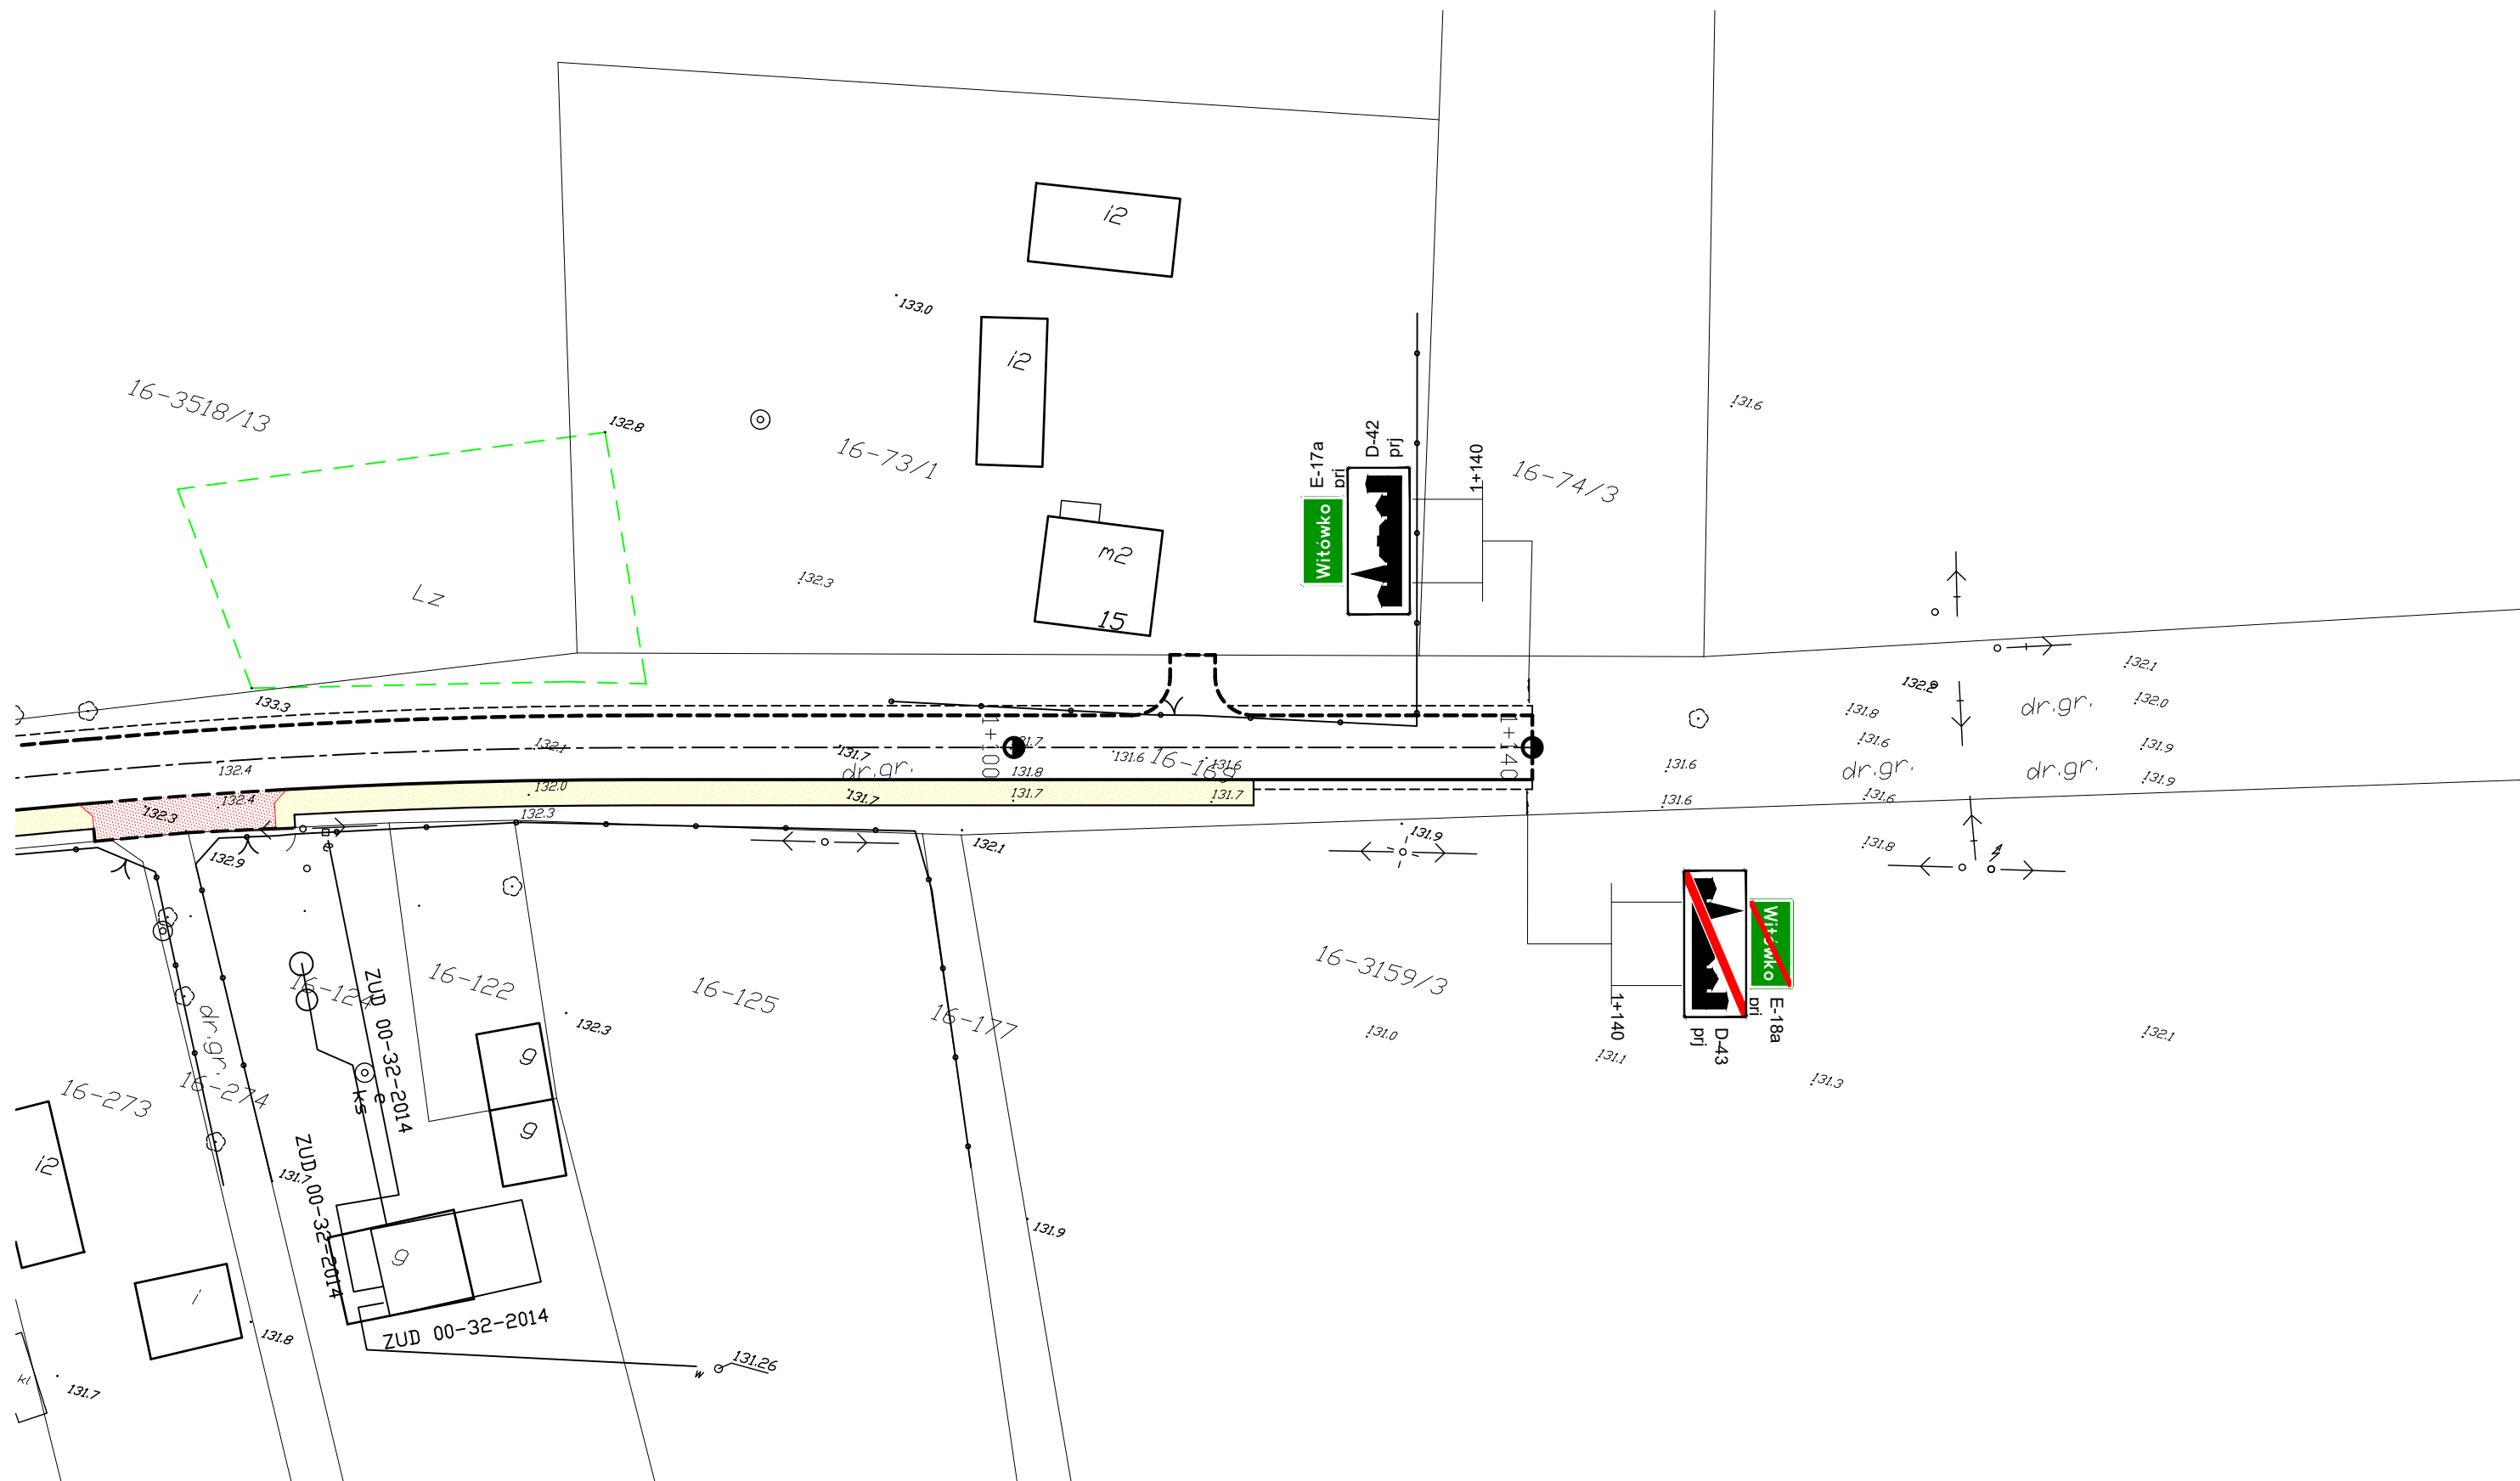 i2
133.0
i2
16-3518/13
132.8
16-73/1
131.6
D-42
prj
E-17a
prj
1+140
16-74/3
Witówko
132.3
m2
15
Lz
132.1
132.2
132.0
dr.gr.
131.8
133.3
131.6
131.9
132.1
131.7
1+100
131.7
1+140
131.6
16-169
131.6
131.6
dr.gr.
dr.gr.
132.4
dr.gr.
131.8
131.9
132.0
132.4
131.7
131.7
131.7
131.6
131.6
132.3
132.3
131.9
131.8
132.1
132.9
e
Witówko
16-3159/3
16-122
16-124
16-125
16-177
ZUD 00-32-2014
dr.gr.
132.3
131.0
1+140
prj
E-18a
D-43
prj
132.1
131.1
131.3
g
16-273
16-274
e
ks
g
ZUD 00-32-2014
i2
131.7
131.9
g
i
ZUD 00-32-2014
131.8
131.26
w
kl
131.7